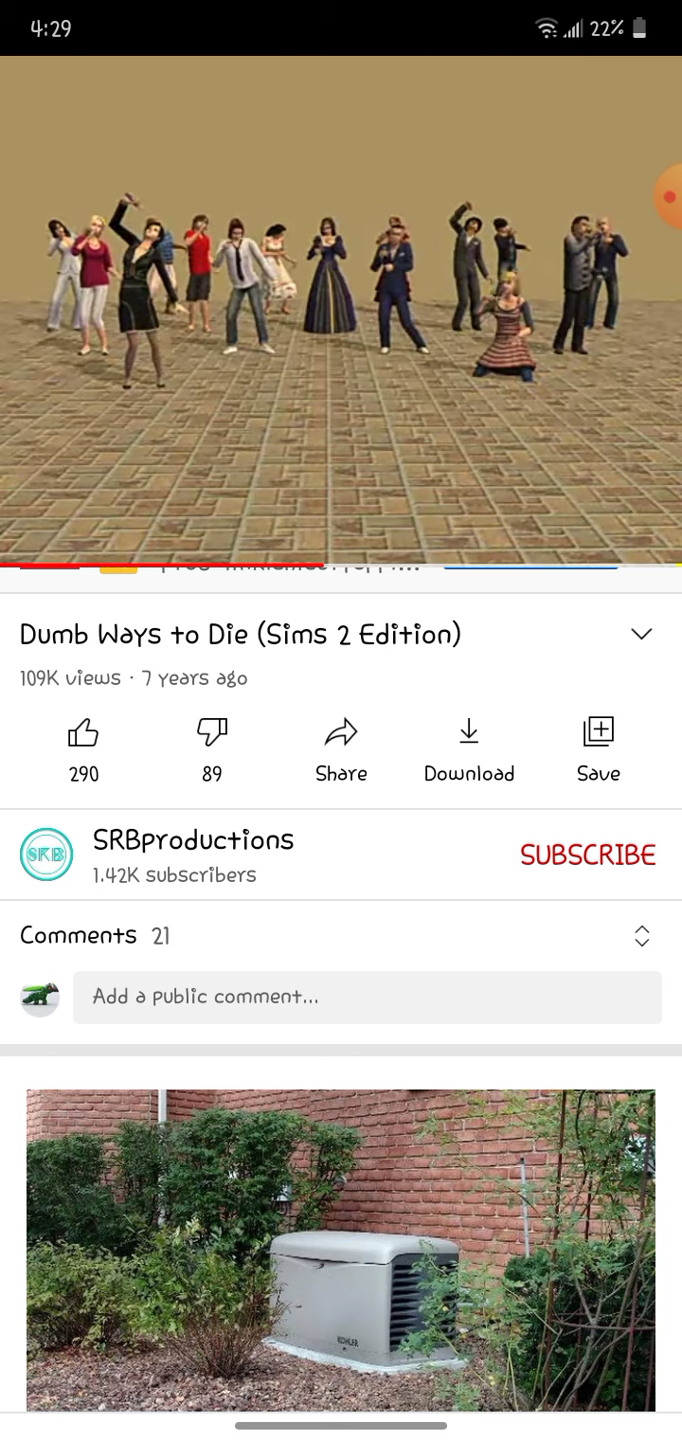 4:29
22%
Dumb Ways to Die (Sims 2 Edition)
109K views · 7 years ago
290
89
Share
Download
Save
SRB
SRBproductions
1.42K subscribers
SUBSCRIBE
Comments 21
Add a public comment...
KOHLER